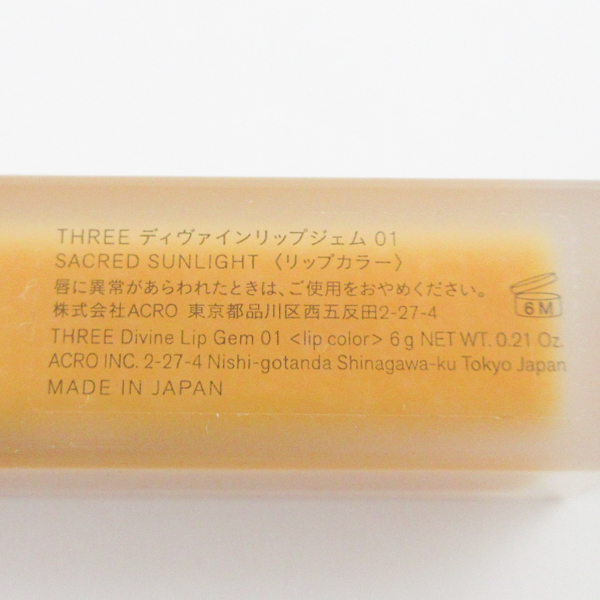 THREE ディヴァインリップジェム 01
SACRED SUNLIGHT 〈リップカラー〉
唇に異常があらわれたときは、ご使用をおやめください。
株式会社ACRO 東京都品川区西五反田2-27-4
6M
THREE Divine Lip Gem 01 <lip color> 6 g NET WT. 0.21 Oz.
ACRO INC. 2-27-4 Nishi-gotanda Shinagawa-ku Tokyo Japan
MADE IN JAPAN